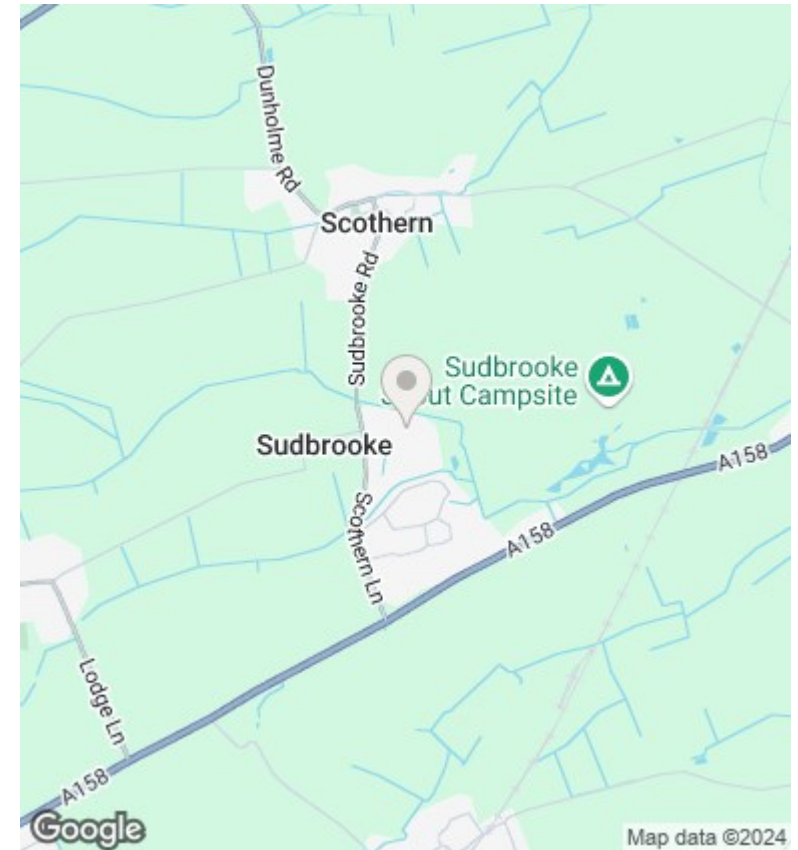 Dunholme Rd
Scothern
Sudbrooke Rd
Sudbrooke
ut Campsite
Sudbrooke
A158
Scothern Ln
A158
Lodge Ln
A158
Google
Map data ©2024